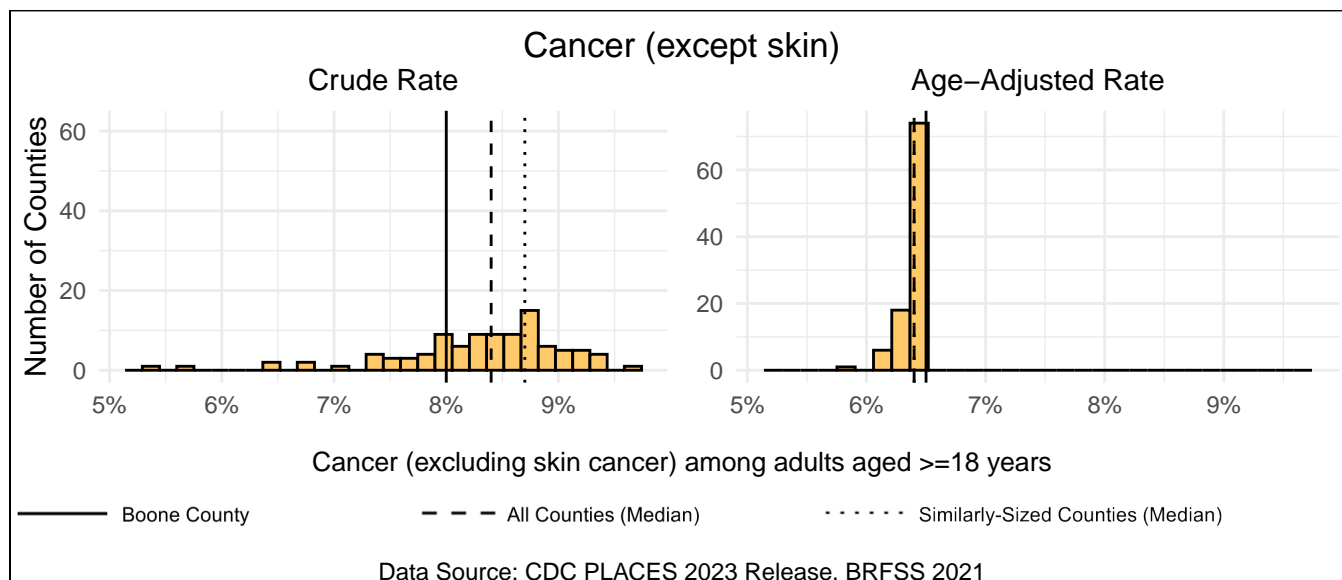 Cancer (except skin)
Crude Rate
Age−Adjusted Rate
Number of Counties
60
40
20
0
5% 6% 7% 8% 9%
60
40
20
0
5% 6% 7% 8% 9%
Cancer (excluding skin cancer) among adults aged >=18 years
Boone County All Counties (Median) Similarly-Sized Counties (Median)
Data Source: CDC PLACES 2023 Release, BRFSS 2021